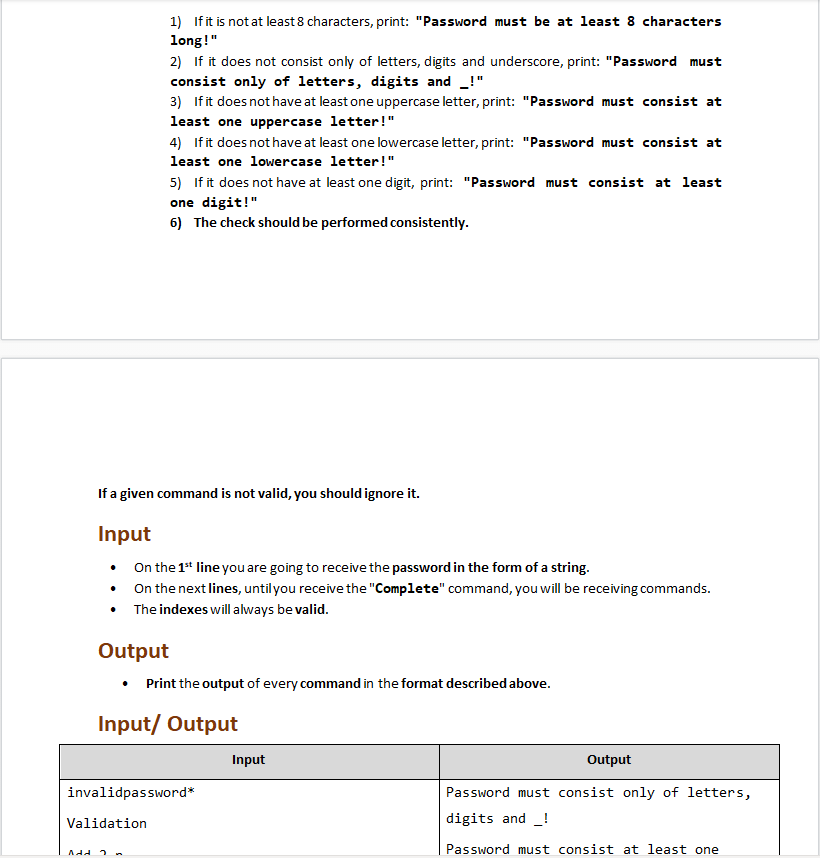 1) If it is not at least 8 characters, print: "Password must be at least 8 characters
long!"
2) If it does not consist only of letters, digits and underscore, print: "Password must
consist only of letters, digits and _!"
3) If it does not have at least one uppercase letter, print: "Password must consist at
least one uppercase letter!"
4) If it does not have at least one lowercase letter, print: "Password must consist at
least one lowercase letter!"
5) If it does not have at least one digit, print: "Password must consist at least
one digit!"
6) The check should be performed consistently.
If a given command is not valid, you should ignore it.
Input
• On the 1st line you are going to receive the password in the form of a string.
• On the next lines, until you receive the "Complete" command, you will be receiving commands.
• The indexes will always be valid.
Output
• Print the output of every command in the format described above.
Input/ Output
Input Output
invalidpassword* Password must consist only of letters,
Validation digits and _!
Add 2 n Password must consist at least one